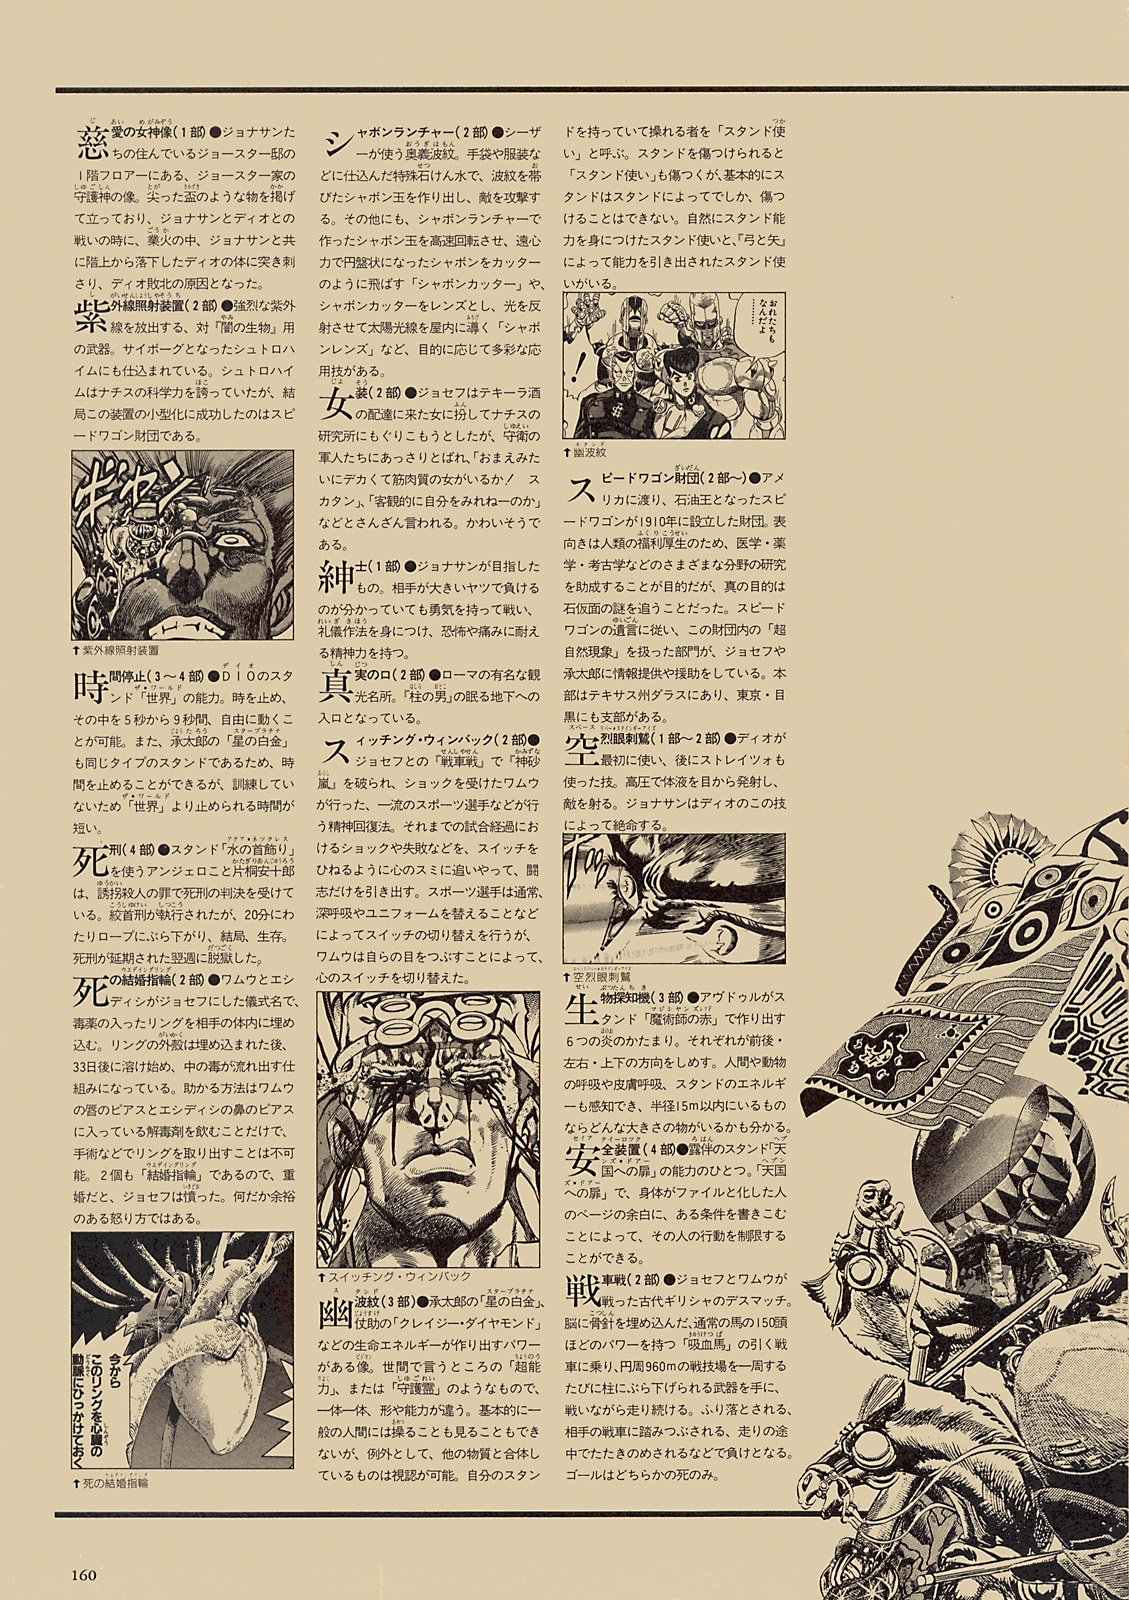 慈愛の女神像(1部)●ジョナサンた
ちの住んでいるジョースター邸の
1階フロアーにある、ジョースター家の
守護神の像。尖った盃のような物を掲げ
て立っており、ジョナサンとディオとの
戦いの時に、業火の中、ジョナサンと共
に階上から落下したディオの体に突き刺
さり、ディオ敗北の原因となった。
紫外線照射装置(2部)●強烈な紫外
線を放出する、対「闇の生物」用
の武器。サイボーグとなったシュトロハ
イムにも仕込まれている。シュトロハイ
ムはナチスの科学力を誇っていたが、結
局この装置の小型化に成功したのはスピ
ードワゴン財団である。
ギャン
↑紫外線照射装置
時間停止(3〜4部)●DIOのスタ
ンド「世界」の能力。時を止め、
その中を5秒から9秒間、自由に動くこ
とが可能。また、承太郎の「星の白金」
も同じタイプのスタンドであるため、時
間を止めることができるが、訓練してい
ないため「世界」より止められる時間が
短い。
死刑(4部)●スタンド「水の首飾り」
を使うアンジェロこと片桐安十郎
は、誘拐殺人の罪で死刑の判決を受けて
いる。絞首刑が執行されたが、20分にわ
たりロープにぶら下がり、結局、生存。
死刑が延期された翌週に脱獄した。
死の結婚指輪(2部)●ワムウとエシ
ディシがジョセフにした儀式名で、
毒薬の入ったリングを相手の体内に埋め
込む。リングの外殻は埋め込まれた後、
33日後に溶け始め、中の毒が流れ出す仕
組みになっている。助かる方法はワムウ
の唇のピアスとエシディシの鼻のピアス
に入っている解毒剤を飲むことだけで、
手術などでリングを取り出すことは不可
能。2個も「結婚指輪」であるので、重
婚だと、ジョセフは憤った。何だか余裕
のある怒り方ではある。
今から
このリングを心臓の
動脈にひっかけておく
↑死の結婚指輪
シャボンランチャー(2部)●シーザ
ーが使う奥義波紋。手袋や服装な
どに仕込んだ特殊石けん水で、波紋を帯
びたシャボン玉を作り出し、敵を攻撃す
る。その他にも、シャボンランチャーで
作ったシャボン玉を高速回転させ、遠心
力で円盤状になったシャボンをカッター
のように飛ばす「シャボンカッター」や、
シャボンカッターをレンズとし、光を反
射させて太陽光線を屋内に導く「シャボ
ンレンズ」など、目的に応じて多彩な応
用技がある。
女装(2部)●ジョセフはテキーラ酒
の配達に来た女に扮してナチスの
研究所にもぐりこもうとしたが、守衛の
軍人たちにあっさりとばれ、「おまえみた
いにデカくて筋肉質の女がいるか！　ス
カタン」、「客観的に自分をみれねーのか」
などとさんざん言われる。かわいそうで
ある。
紳士(1部)●ジョナサンが目指した
もの。相手が大きいヤツで負ける
のが分かっていても勇気を持って戦い、
礼儀作法を身につけ、恐怖や痛みに耐え
る精神力を持つ。
真実の口(2部)●ローマの有名な観
光名所。『柱の男』の眠る地下への
入口となっている。
スイッチング・ウィンバック(2部)●
ジョセフとの『戦車戦』で『神砂
嵐』を破られ、ショックを受けたワムウ
が行った、一流のスポーツ選手などが行
う精神回復法。それまでの試合経過にお
けるショックや失敗などを、スイッチを
ひねるように心のスミに追いやって、闘
志だけを引き出す。スポーツ選手は通常、
深呼吸やユニフォームを替えることなど
によってスイッチの切り替えを行うが、
ワムウは自らの目をつぶすことによって、
心のスイッチを切り替えた。
↑スイッチング・ウィンバック
幽波紋(3部)●承太郎の「星の白金」、
仗助の「クレイジー・ダイヤモンド」
などの生命エネルギーが作り出すパワー
がある像。世間で言うところの「超能
力」、または「守護霊」のようなもので、
一体一体、形や能力が違う。基本的に一
般の人間には操ることも見ることもでき
ないが、例外として、他の物質と合体し
ているものは視認が可能。自分のスタン
ドを持っていて操れる者を「スタンド使
い」と呼ぶ。スタンドを傷つけられると
「スタンド使い」も傷つくが、基本的にス
タンドはスタンドによってでしか、傷つ
けることはできない。自然にスタンド能
力を身につけたスタンド使いと、『弓と矢』
によって能力を引き出されたスタンド使
いがいる。
おれたちも
なんだよ
………
！
↑幽波紋
スピードワゴン財団(2部〜)●アメ
リカに渡り、石油王となったスピ
ードワゴンが1910年に設立した財団。表
向きは人類の福利厚生のため、医学・薬
学・考古学などのさまざまな分野の研究
を助成することが目的だが、真の目的は
石仮面の謎を追うことだった。スピード
ワゴンの遺言に従い、この財団内の「超
自然現象」を扱った部門が、ジョセフや
承太郎に情報提供や援助をしている。本
部はテキサス州ダラスにあり、東京・目
黒にも支部がある。
空烈眼刺驚(1部〜2部)●ディオが
最初に使い、後にストレイツォも
使った技。高圧で体液を目から発射し、
敵を射る。ジョナサンはディオのこの技
によって絶命する。
↑空烈眼刺驚
生物探知機(3部)●アヴドゥルがス
タンド「魔術師の赤」で作り出す
6つの炎のかたまり。それぞれが前後・
左右・上下の方向をしめす。人間や動物
の呼吸や皮膚呼吸、スタンドのエネルギ
ーも感知でき、半径15m以内にいるもの
ならどんな大きさの物がいるかも分かる。
安全装置(4部)●露伴のスタンド「天
国への扉」の能力のひとつ。「天国
への扉」で、身体がファイルと化した人
のページの余白に、ある条件を書きこむ
ことによって、その人の行動を制限する
ことができる。
戦車戦(2部)●ジョセフとワムウが
戦った古代ギリシャのデスマッチ。
脳に骨針を埋め込んだ、通常の馬の150頭
ほどのパワーを持つ「吸血馬」の引く戦
車に乗り、円周960mの戦技場を一周する
たびに柱にぶら下げられる武器を手に、
戦いながら走り続ける。ふり落とされる、
相手の戦車に踏みつぶされる、走りの途
中でたたきのめされるなどで負けとなる。
ゴールはどちらかの死のみ。
160